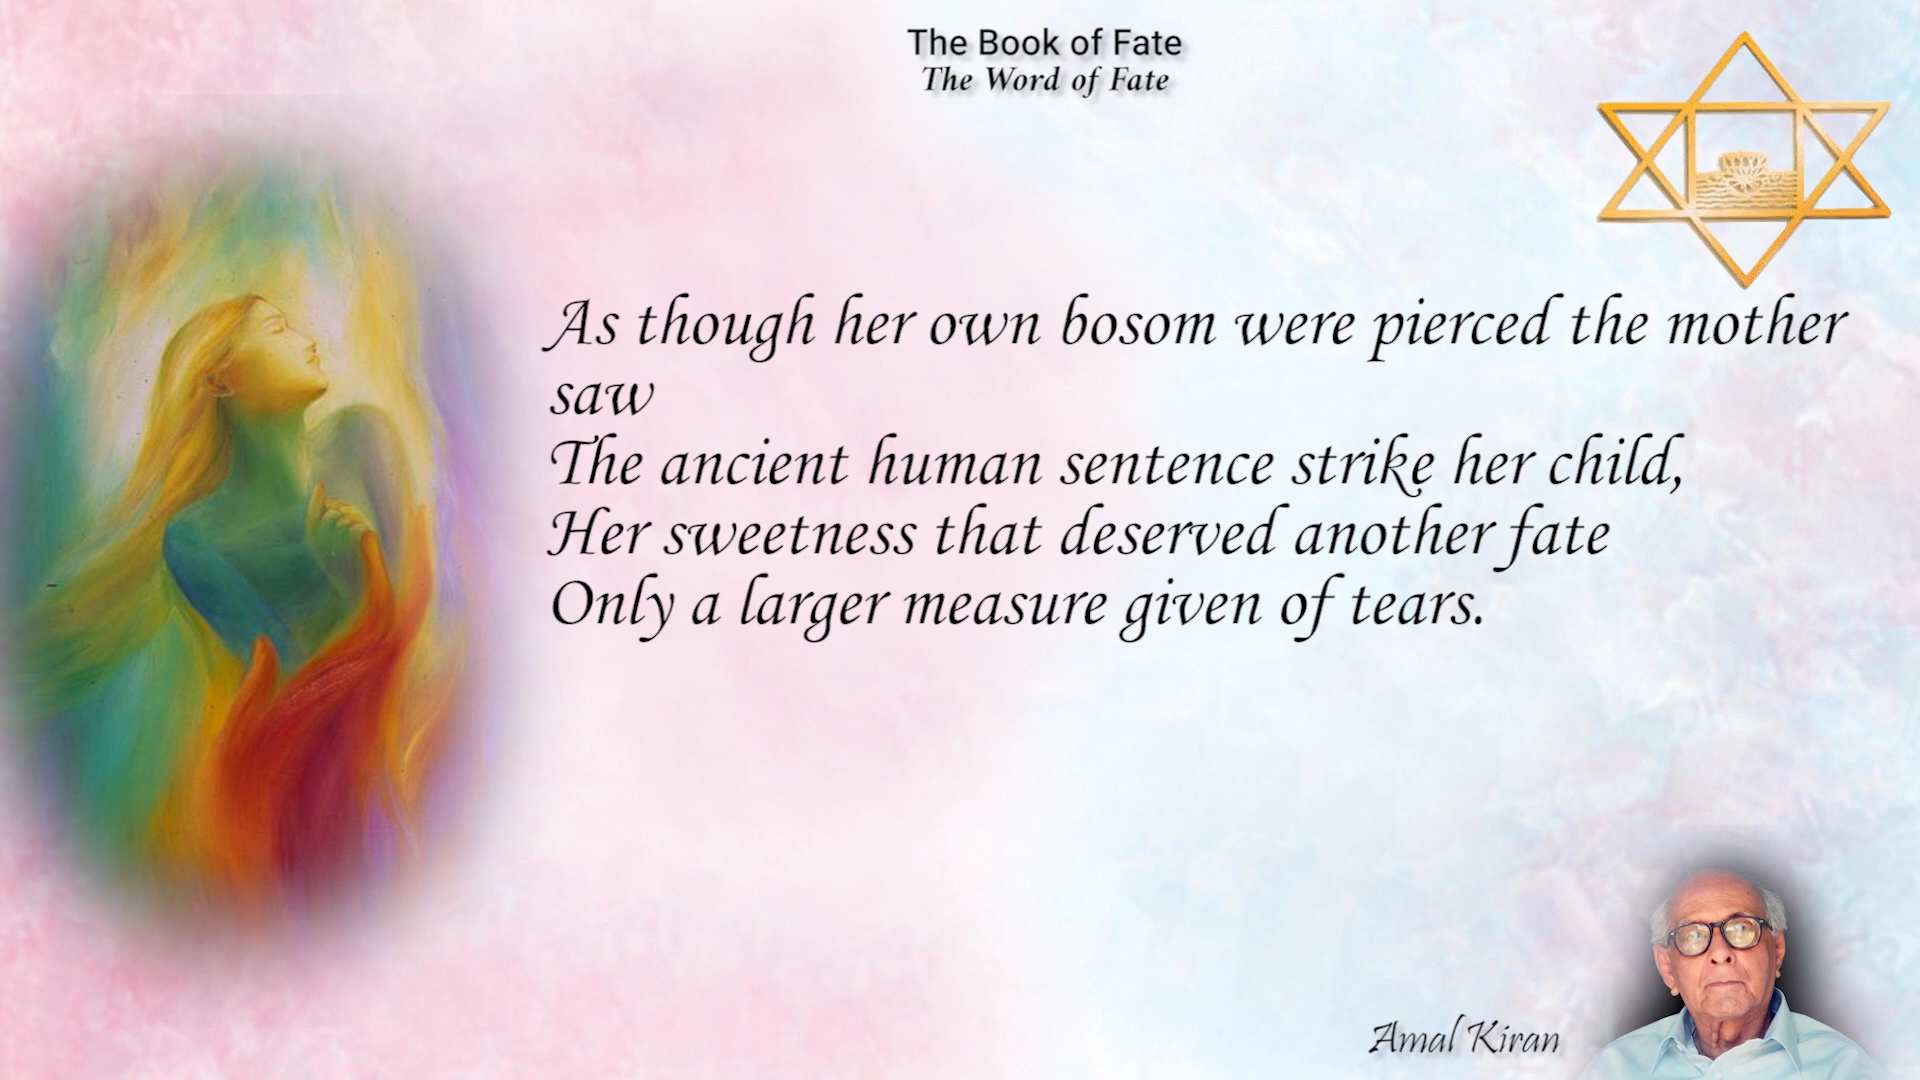 The Book of Fate
The Word of Fate
As though her own bosom were pierced the mother
saw
The ancient human sentence strike her child,
Her sweetness that deserved another fate
Only a larger measure given of tears.
Amal Kiran